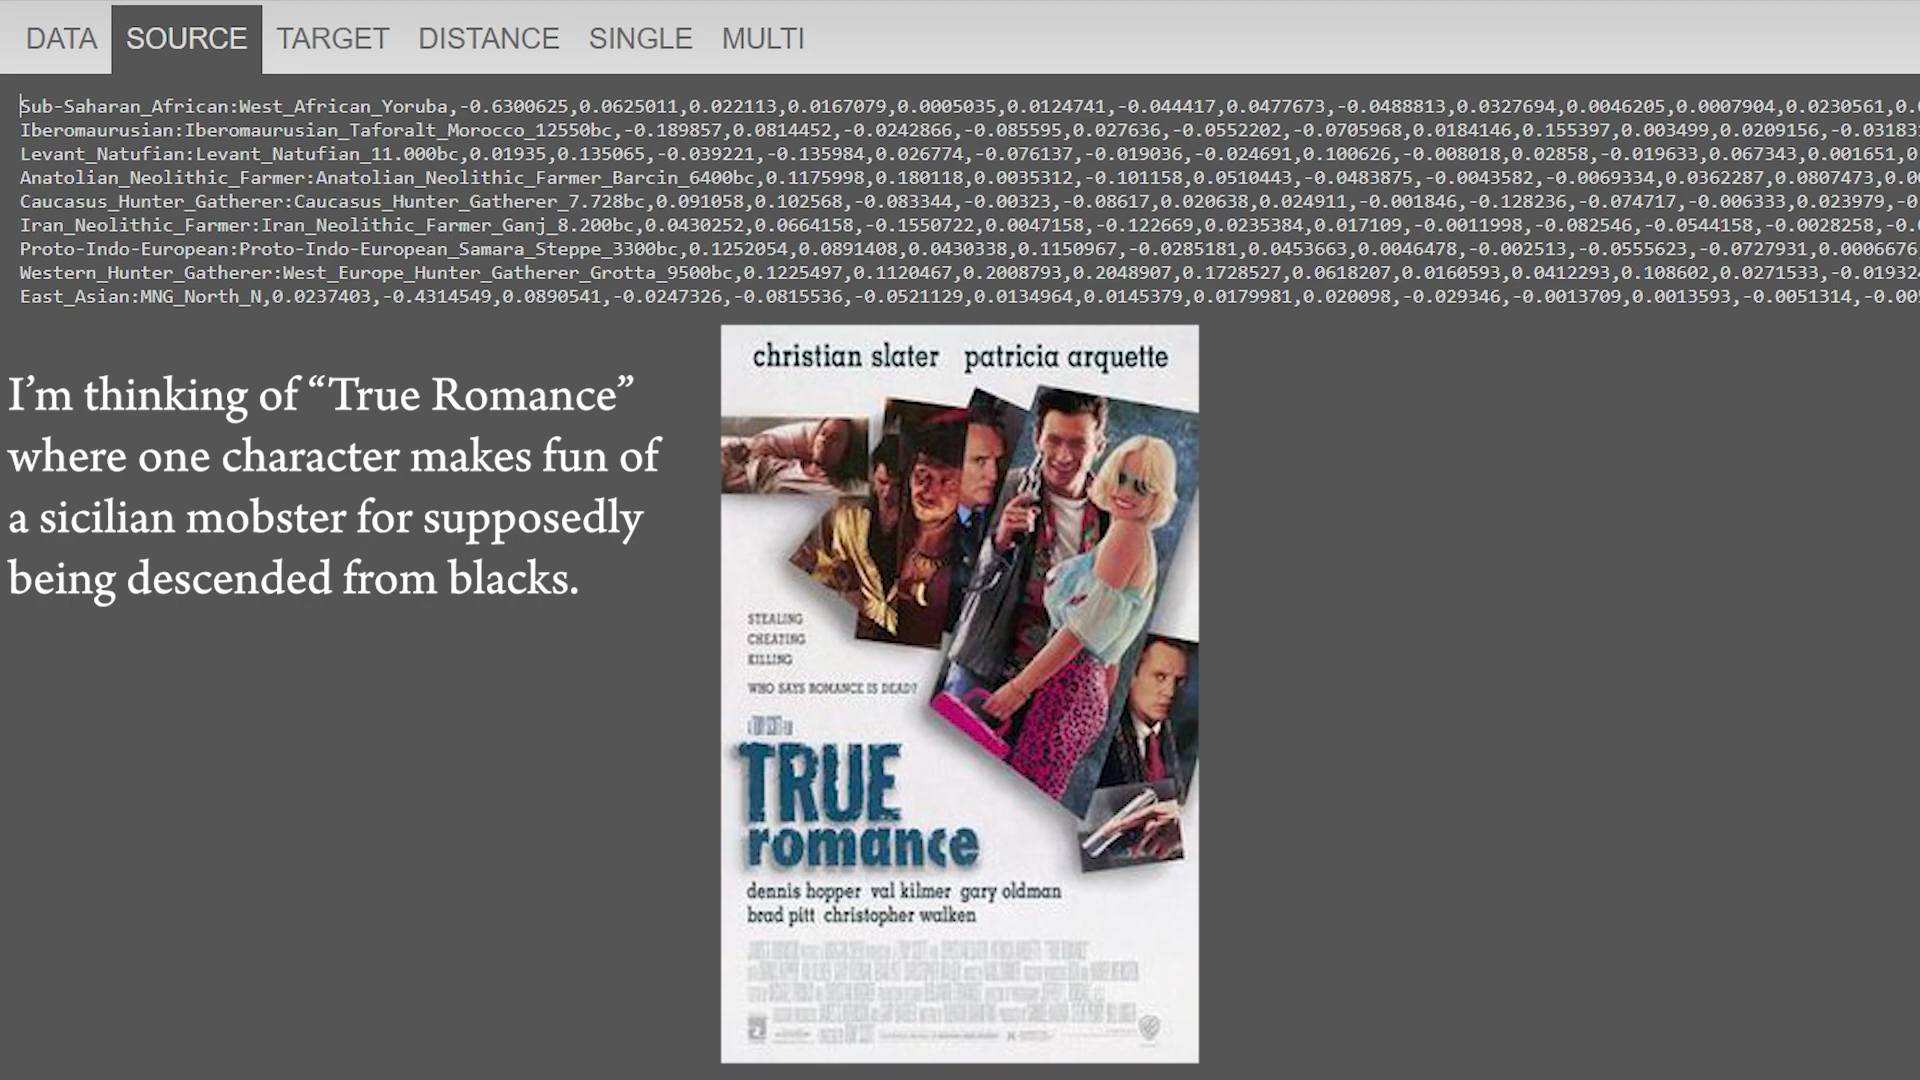 DATA SOURCE TARGET DISTANCE SINGLE MULTI
Sub-Saharan_African:West_African_Yoruba,-0.6300625,0.0625011,0.022113,0.0167079,0.0005035,0.0124741,-0.044417,0.0477673,-0.0488813,0.0327694,0.0046205,0.0007904,0.0230561,0.
Iberomaurusian:Iberomaurusian_Taforalt_Morocco_12550bc,-0.189857,0.0814452,-0.0242866,-0.085595,0.027636,-0.0552202,-0.0705968,0.0184146,0.155397,0.003499,0.0209156,-0.03183
Levant_Natufian:Levant_Natufian_11.000bc,0.01935,0.135065,-0.039221,-0.135984,0.026774,-0.076137,-0.019036,-0.024691,0.100626,-0.008018,0.02858,-0.019633,0.067343,0.001651,0
Anatolian_Neolithic_Farmer:Anatolian_Neolithic_Farmer_Barcin_6400bc,0.1175998,0.180118,0.0035312,-0.101158,0.0510443,-0.0483875,-0.0043582,-0.0069334,0.0362287,0.0807473,0.0
Caucasus_Hunter_Gatherer:Caucasus_Hunter_Gatherer_7.728bc,0.091058,0.102568,-0.083344,-0.00323,-0.08617,0.020638,0.024911,-0.001846,-0.128236,-0.074717,-0.006333,0.023979,-0
Iran_Neolithic_Farmer:Iran_Neolithic_Farmer_Ganj_8.200bc,0.0430252,0.0664158,-0.1550722,0.0047158,-0.122669,0.0235384,0.017109,-0.0011998,-0.082546,-0.0544158,-0.0028258,-0.
Proto-Indo-European:Proto-Indo-European_Samara_Steppe_3300bc,0.1252054,0.0891408,0.0430338,0.1150967,-0.0285181,0.0453663,0.0046478,-0.002513,-0.0555623,-0.0727931,0.0006676
Western_Hunter_Gatherer:West_Europe_Hunter_Gatherer_Grotta_9500bc,0.1225497,0.1120467,0.2008793,0.2048907,0.1728527,0.0618207,0.0160593,0.0412293,0.108602,0.0271533,-0.01932
East_Asian:MNG_North_N,0.0237403,-0.4314549,0.0890541,-0.0247326,-0.0815536,-0.0521129,0.0134964,0.0145379,0.0179981,0.020098,-0.029346,-0.0013709,0.0013593,-0.0051314,-0.00
I'm thinking of “True Romance”
where one character makes fun of
a sicilian mobster for supposedly
being descended from blacks.
christian slater patricia arquette
STEALING
CHEATING
KILLING
WHO SAYS ROMANCE IS DEAD?
TRUE
romance
dennis hopper val kilmer gary oldman
brad pitt christopher walken